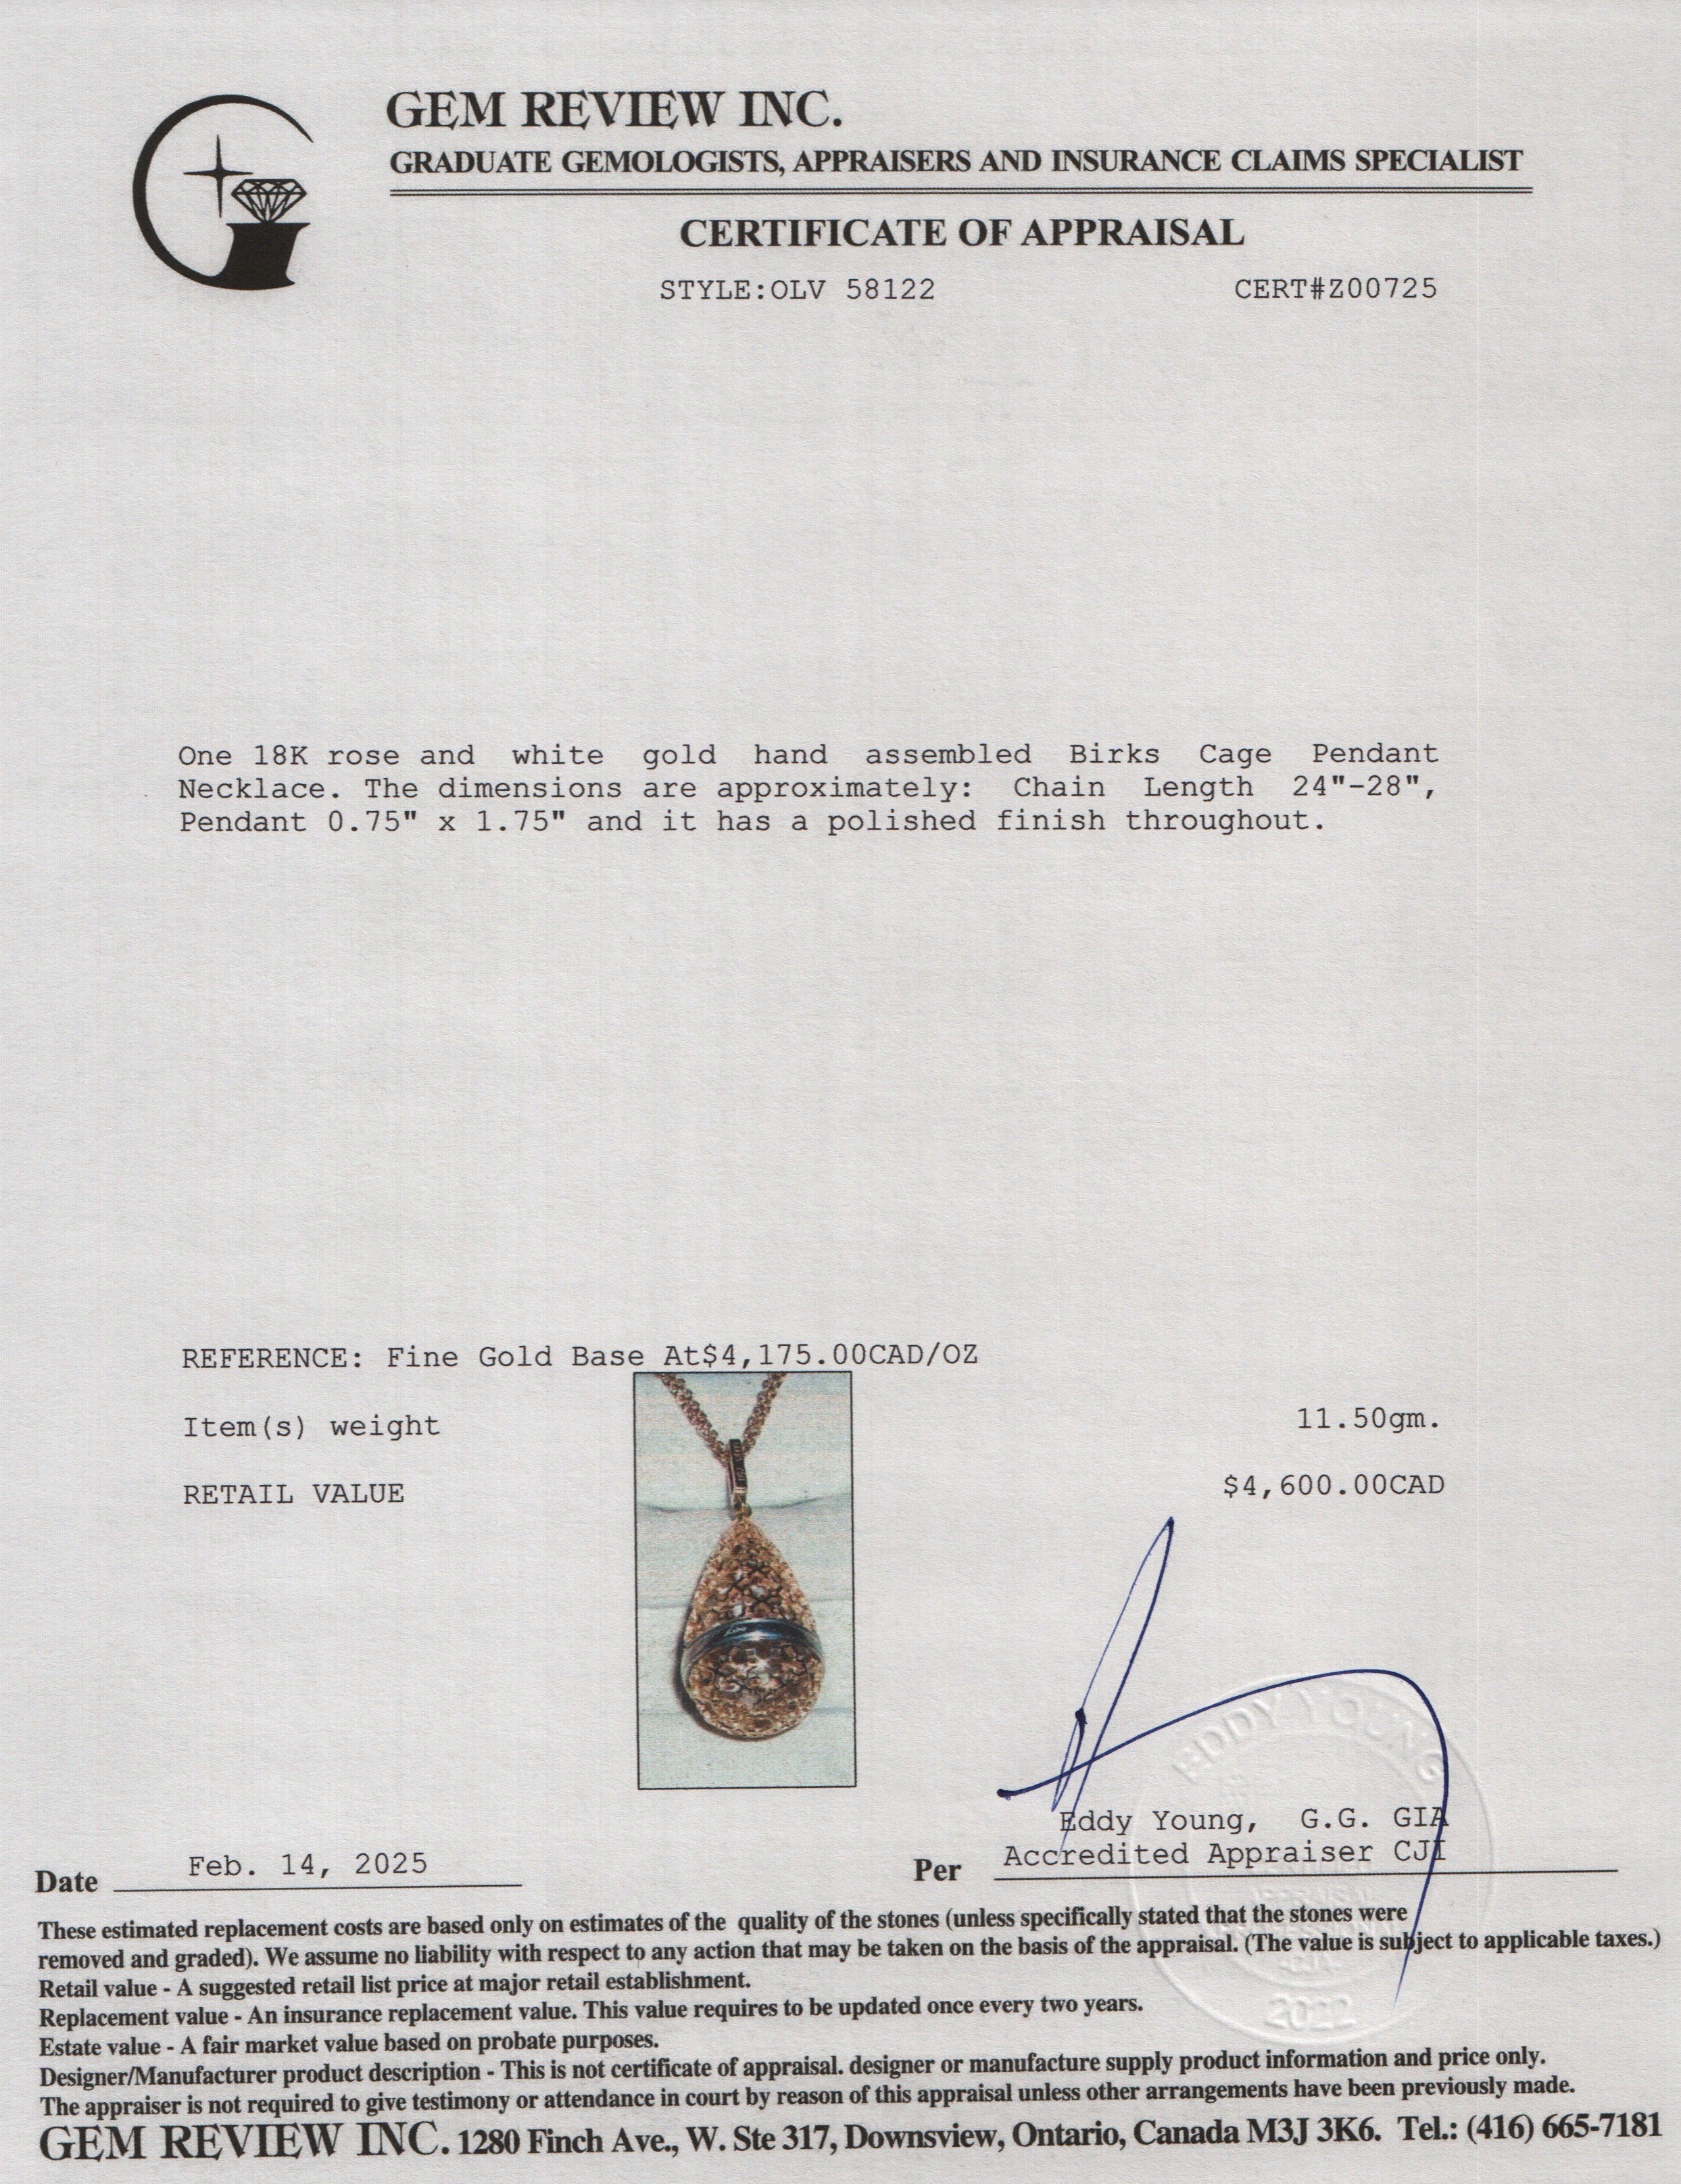 GEM REVIEW INC.
GRADUATE GEMOLOGISTS, APPRAISERS AND INSURANCE CLAIMS SPECIALIST
CERTIFICATE OF APPRAISAL
STYLE:OLV 58122 CERT#Z00725
One 18K rose and white gold hand assembled Birks Cage Pendant
Necklace. The dimensions are approximately: Chain Length 24"-28",
Pendant 0.75" x 1.75" and it has a polished finish throughout.
REFERENCE: Fine Gold Base At$4,175.00CAD/OZ
Item(s) weight 11.50gm.
RETAIL VALUE $4,600.00CAD
EDDY YOUNG
Eddy Young, G.G. GIA
Accredited Appraiser CJI
Date Feb. 14, 2025 Per
These estimated replacement costs are based only on estimates of the quality of the stones (unless specifically stated that the stones were
removed and graded). We assume no liability with respect to any action that may be taken on the basis of the appraisal. (The value is subject to applicable taxes.)
Retail value - A suggested retail list price at major retail establishment.
Replacement value - An insurance replacement value. This value requires to be updated once every two years.
2022
Estate value - A fair market value based on probate purposes.
Designer/Manufacturer product description - This is not certificate of appraisal. designer or manufacture supply product information and price only.
The appraiser is not required to give testimony or attendance in court by reason of this appraisal unless other arrangements have been previously made.
GEM REVIEW INC. 1280 Finch Ave., W. Ste 317, Downsview, Ontario, Canada M3J 3K6. Tel.: (416) 665-7181